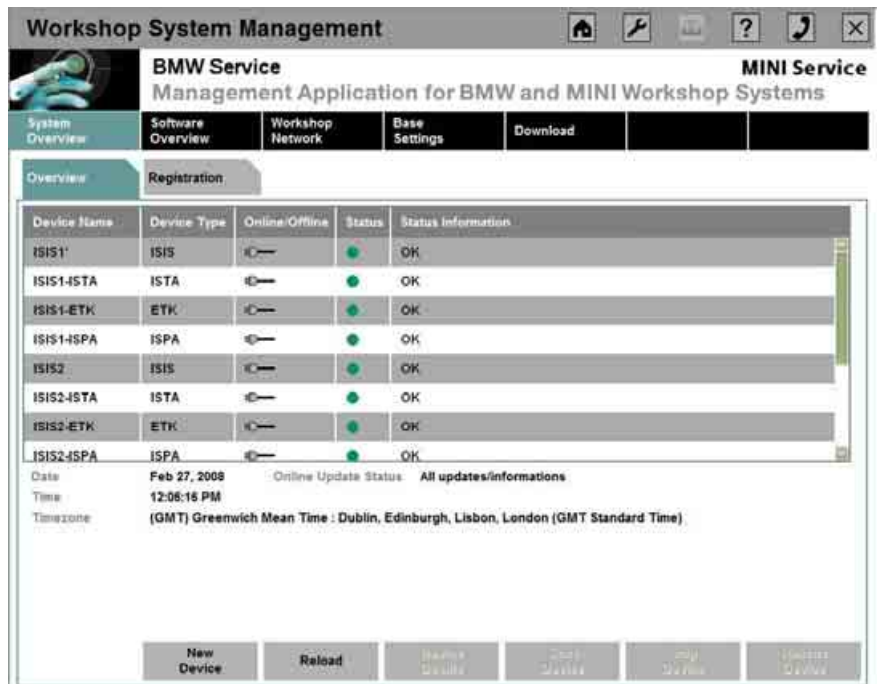 Workshop System Management
?
BMW Service
MINI Service
Management Application for BMW and MINI Workshop Systems
System Overview
Software Overview
Workshop Network
Base Settings
Download
Overview
Registration
Device Name Device Type Online/Offline Status Status Information
ISIS1' ISIS OK
ISIS1-ISTA ISTA OK
ISIS1-ETK ETK OK
ISIS1-ISPA ISPA OK
ISIS2 ISIS OK
ISIS2-ISTA ISTA OK
ISIS2-ETK ETK OK
ISIS2-ISPA ISPA OK
Date Feb 27, 2008 Online Update Status All updates/informations
Time 12:06:16 PM
Timezone (GMT) Greenwich Mean Time : Dublin, Edinburgh, Lisbon, London (GMT Standard Time)
New Device
Reload
Device
Device